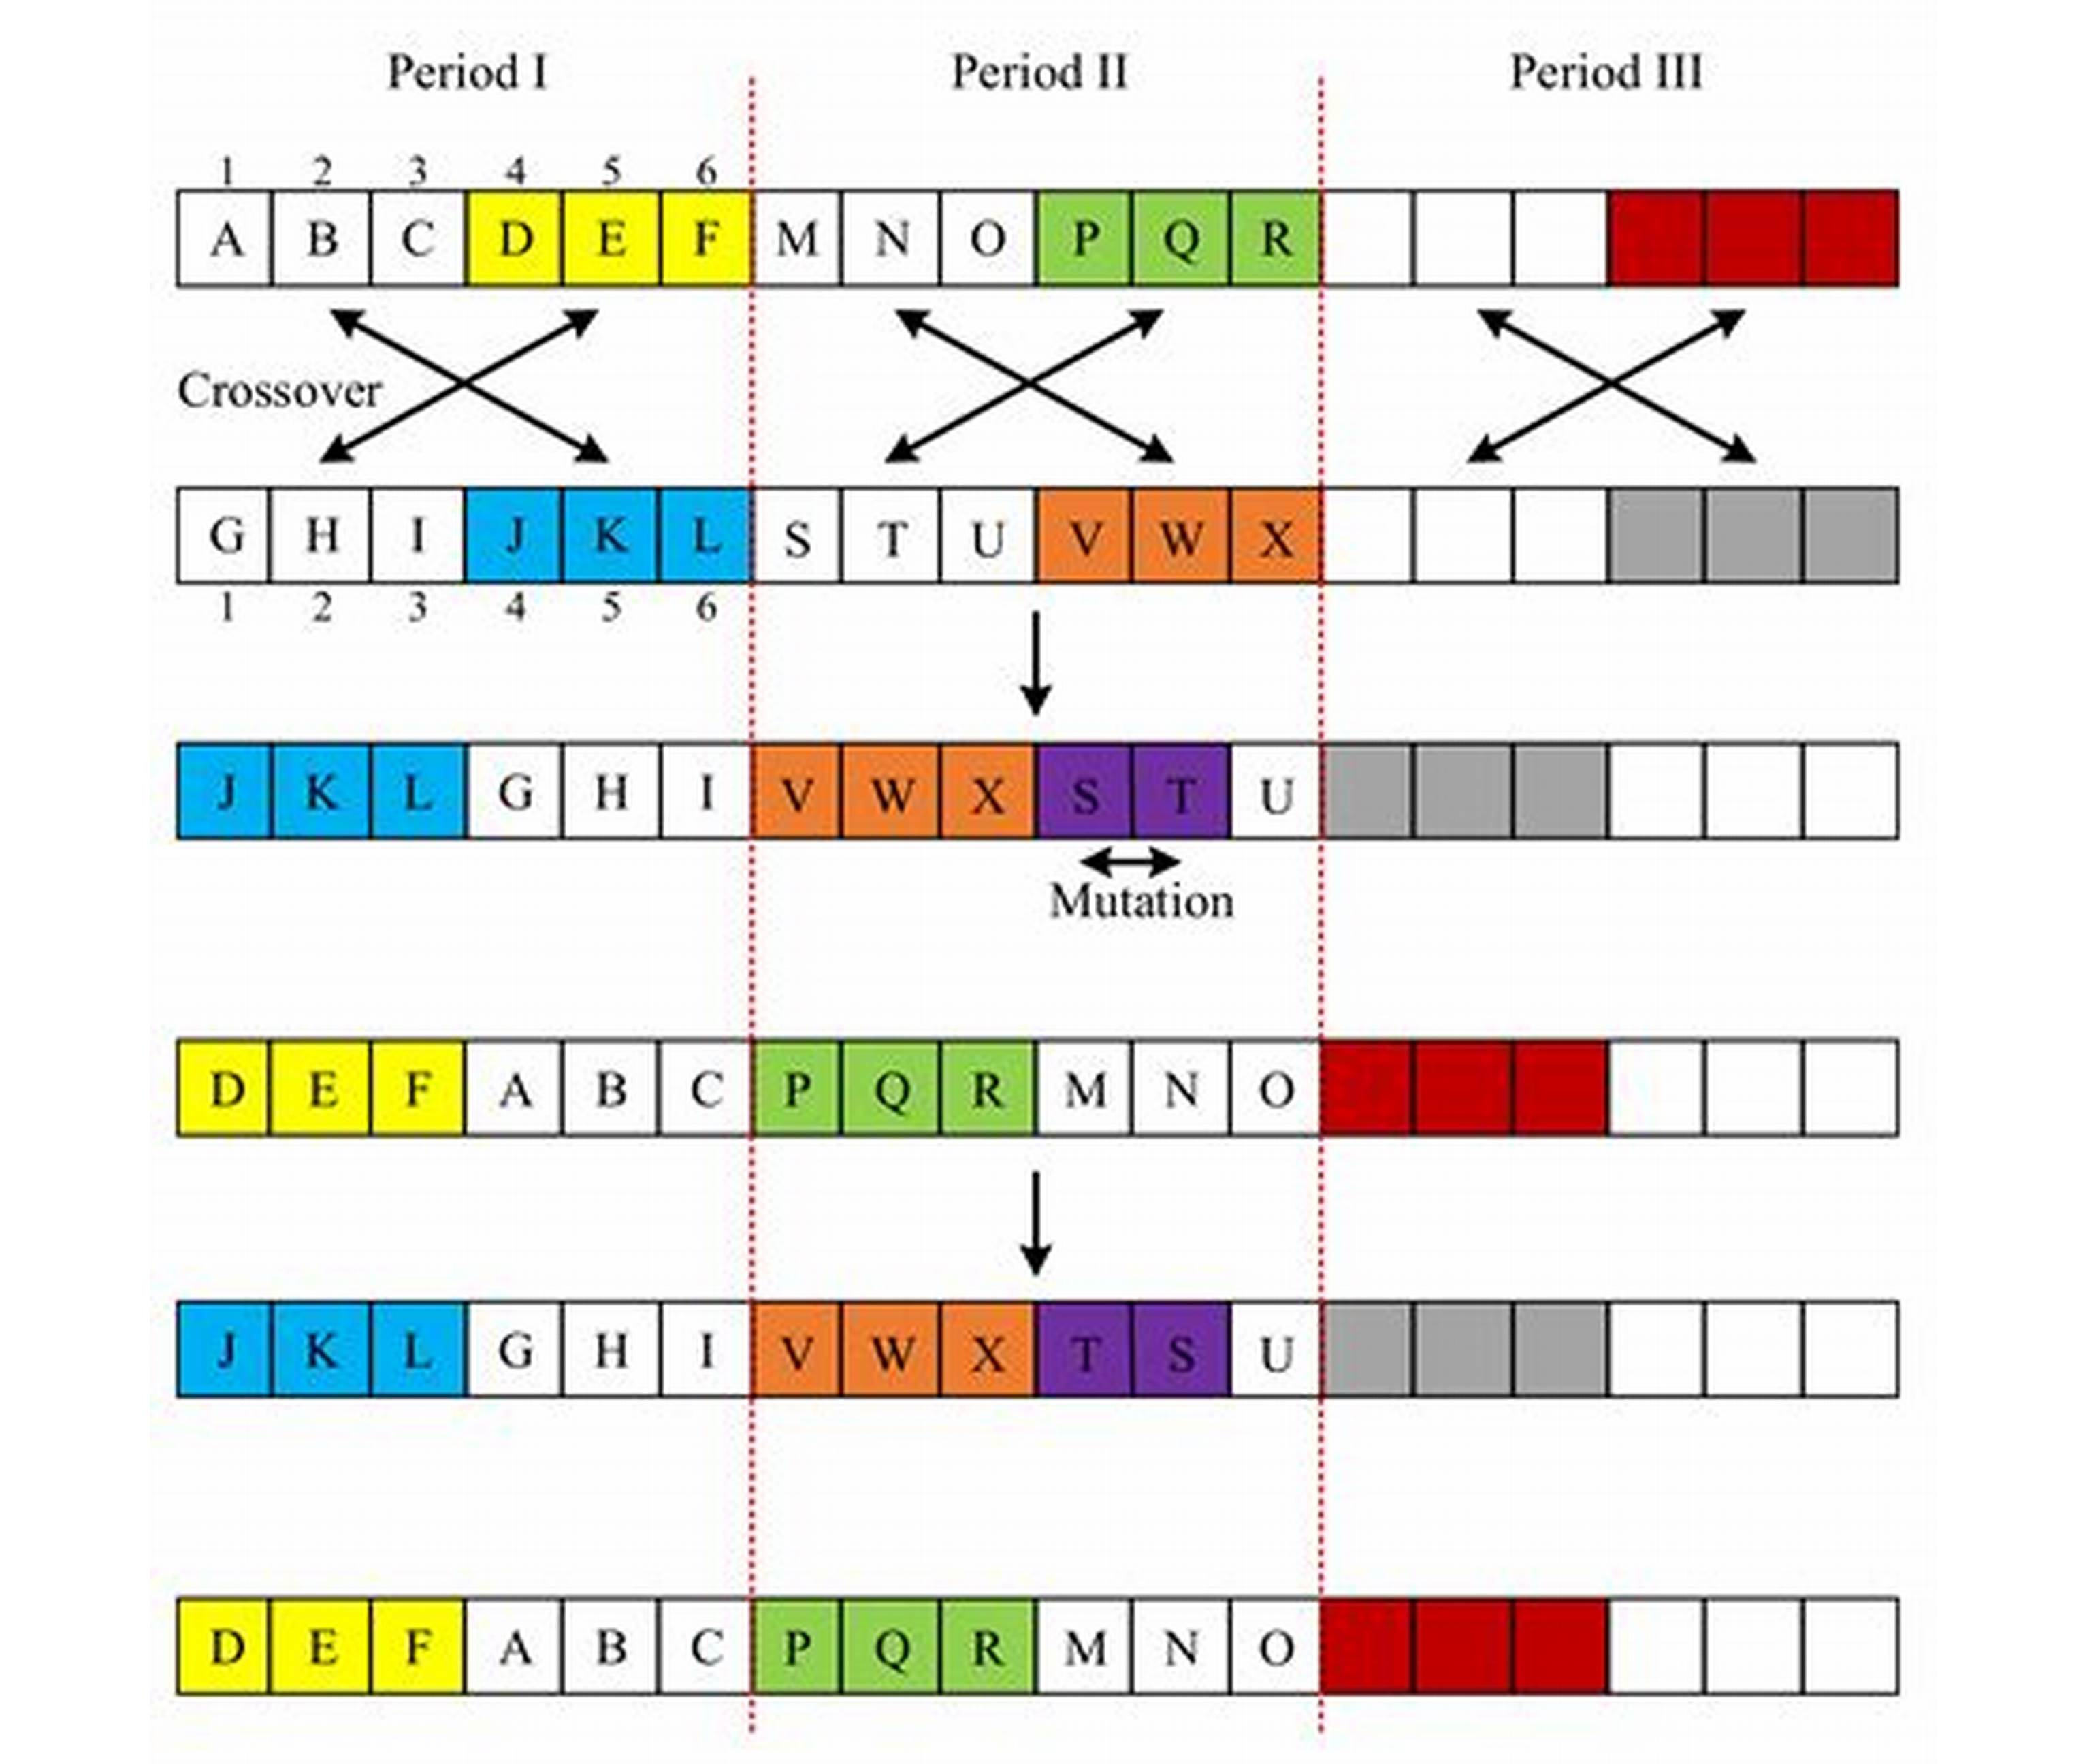 Period I Period II Period III
1 2 3 4 5 6
A B C D E F M N O P Q R
Crossover
G H I J K L S T U V W X
1 2 3 4 5 6
J K L G H I V W X S T U
Mutation
D E F A B C P Q R M N O
J K L G H I V W X T S U
D E F A B C P Q R M N O